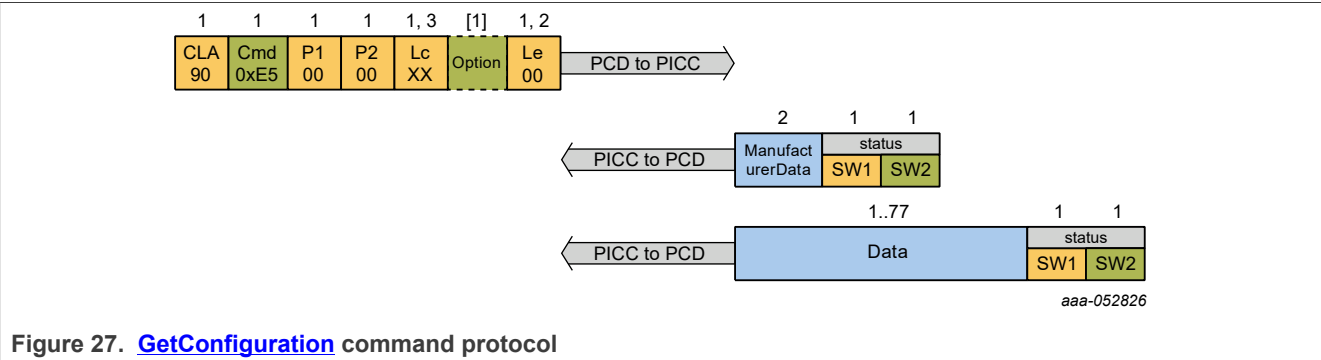 1 1 1 1 1, 3 [1] 1, 2
CLA Cmd P1 P2 Lc Option Le
90 0xE5 00 00 XX 00
PCD to PICC
2 1 1
Manufact
urerData
status
SW1 SW2
PICC to PCD
1..77 1 1
Data
status
SW1 SW2
PICC to PCD
aaa-052826
Figure 27. GetConfiguration command protocol